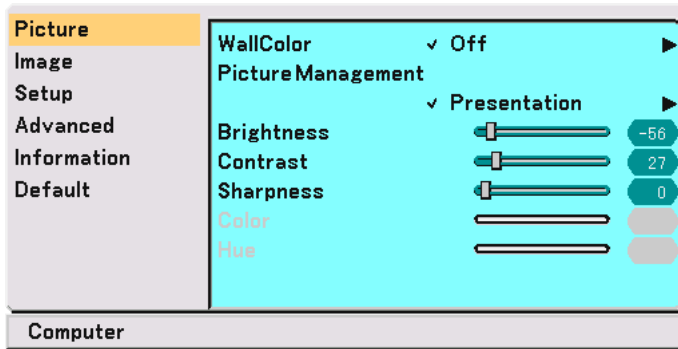 Picture
Image
Setup
Advanced
Information
Default
WallColor ✓ Off ▶
Picture Management
✓ Presentation ▶
Brightness -56
Contrast 27
Sharpness 0
Color
Hue
Computer